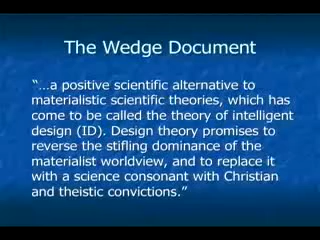 The Wedge Document
“…a positive scientific alternative to
materialistic scientific theories, which has
come to be called the theory of intelligent
design (ID). Design theory promises to
reverse the stifling dominance of the
materialist worldview, and to replace it
with a science consonant with Christian
and theistic convictions.”